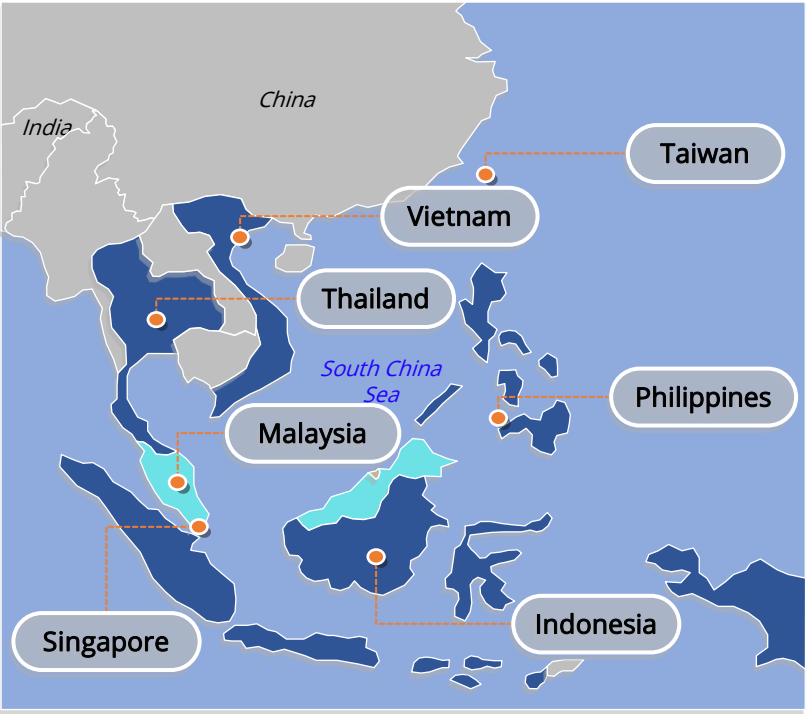 China
India
Taiwan
Vietnam
Thailand
South China
Sea
Philippines
Malaysia
Indonesia
Singapore